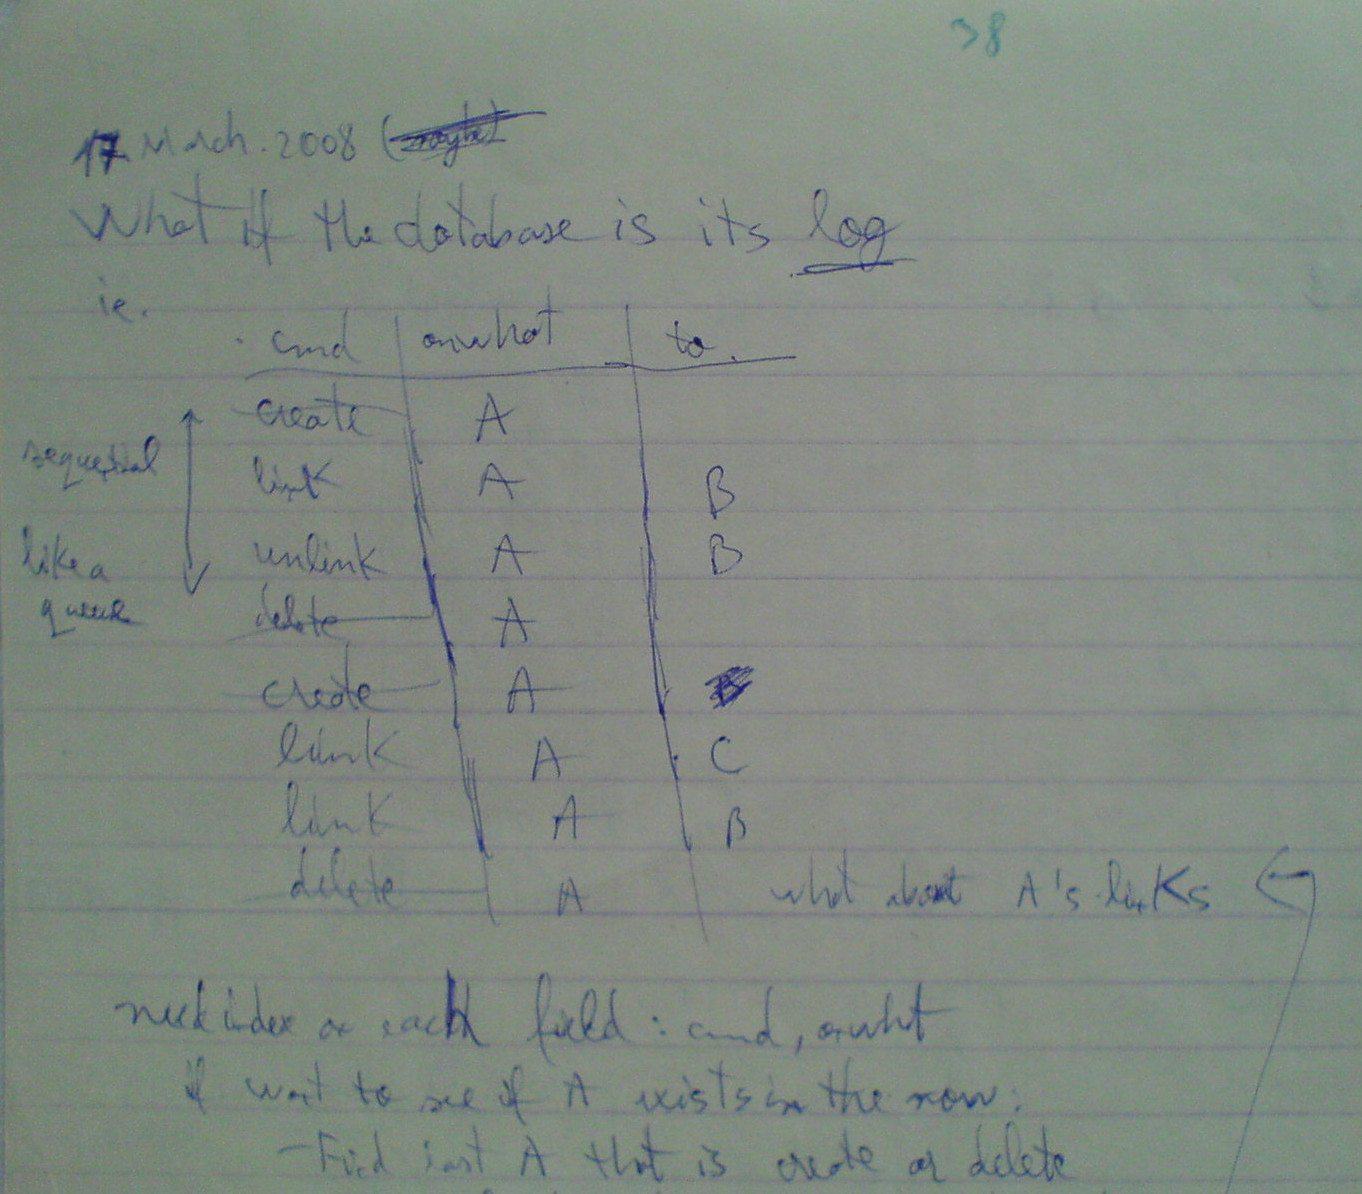 38
17 March. 2008 (
What if the database is its log
ie.
cmd onwhat to
create A
sequential
link A B
like a
unlink A B
queue
delete A
create A
link A C
link A B
delete A what about A's links
need index on each field : cmd, onwht
if want to see if A exists in the now:
- Find last A that is create or delete